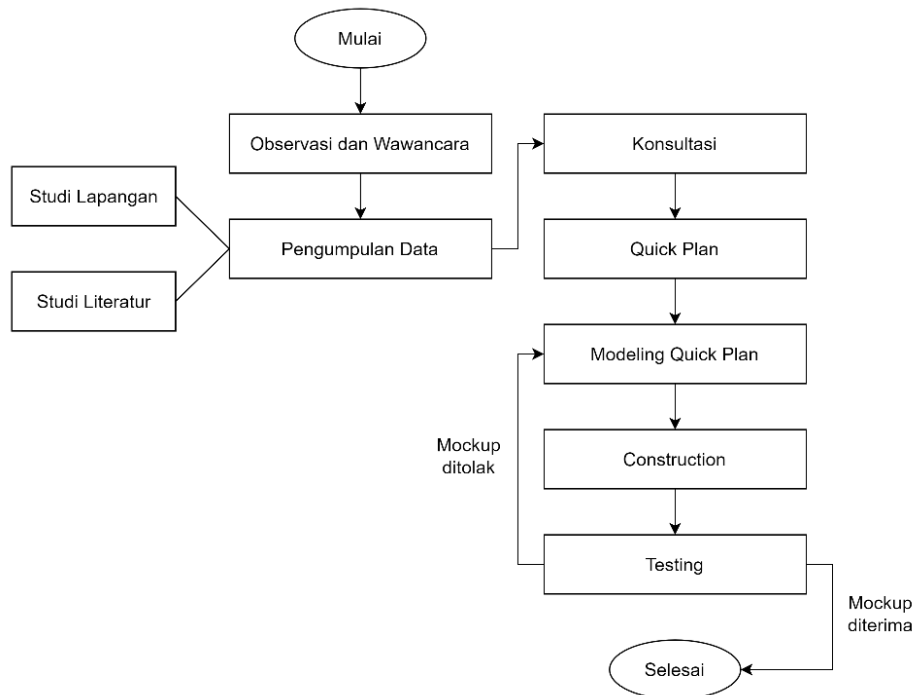 Mulai
Observasi dan Wawancara
Konsultasi
Studi Lapangan
Pengumpulan Data
Quick Plan
Studi Literatur
Modeling Quick Plan
Mockup
ditolak
Construction
Testing
Mockup
diterima
Selesai